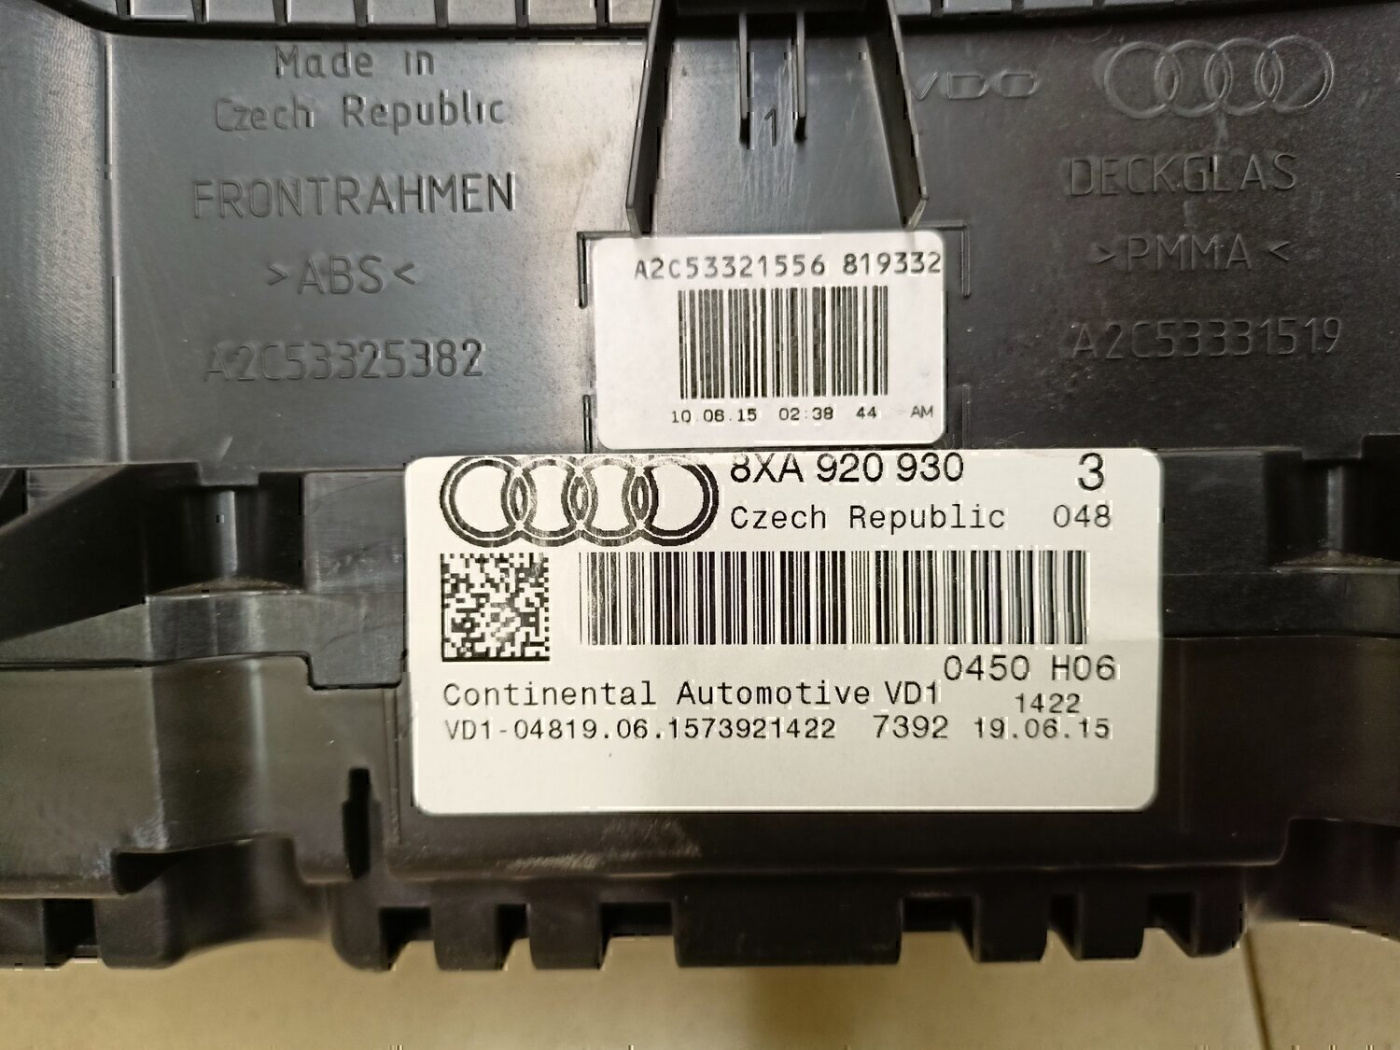 Made in
Czech Republic
FRONTRAHMEN
>ABS<
A2C53325382
1
VDO
DECKGLAS
>PMMA<
A2C53331519
A2C53321556 819332
10.06.15 02:38 44 AM
8XA 920 930 3
Czech Republic 048
0450 H06
Continental Automotive VD1 1422
VD1-04819.06.1573921422 7392 19.06.15